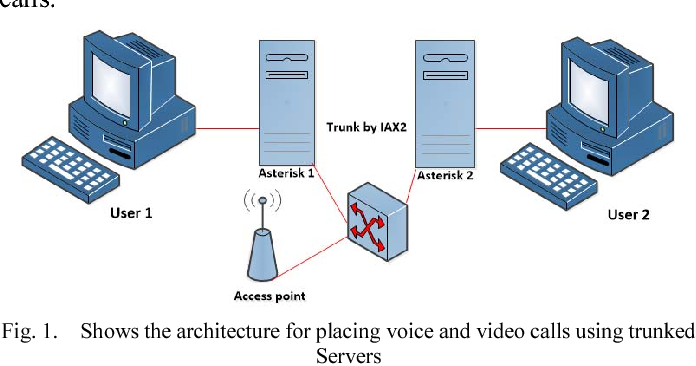 calls.
Trunk by IAX2
Asterisk 1
Asterisk 2
User 1
User 2
Access point
Fig. 1. Shows the architecture for placing voice and video calls using trunked
Servers